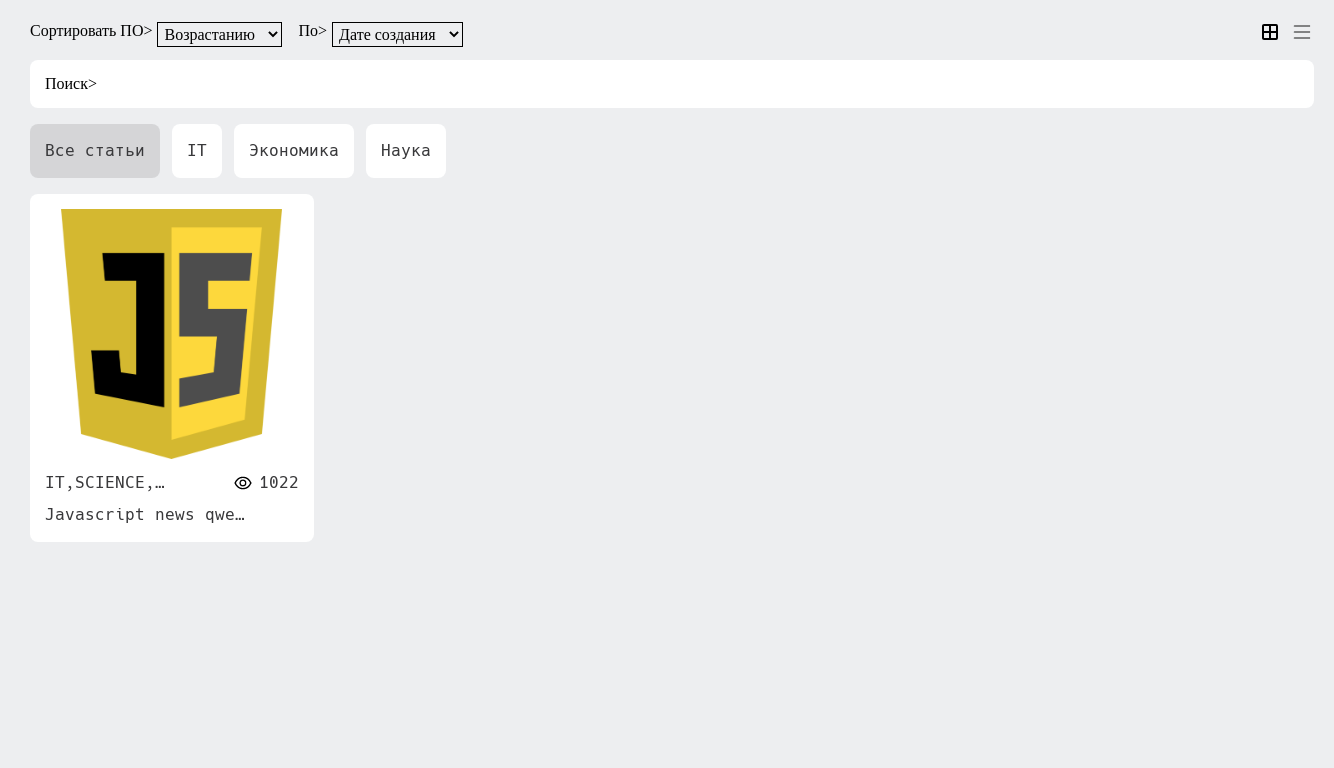 Сортировать ПО> Возрастанию По> Дате создания
Поиск>
Все статьи IT Экономика Наука
JS
IT,SCIENCE,… 1022
Javascript news qwe…